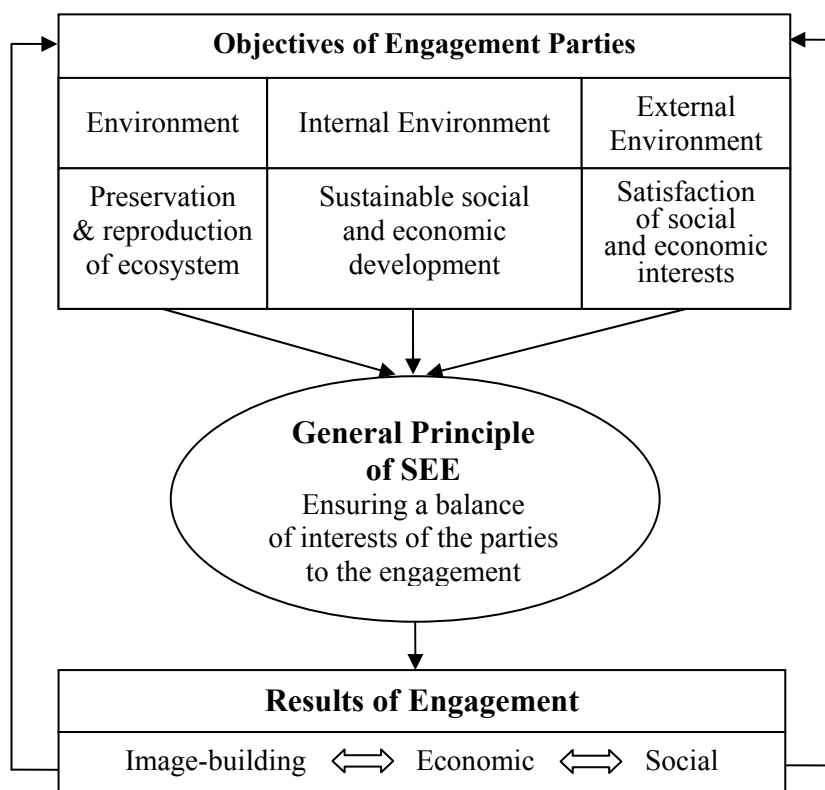 Objectives of Engagement Parties
Environment
Internal Environment
External
Environment
Preservation
& reproduction
of ecosystem
Sustainable social
and economic
development
Satisfaction
of social
and economic
interests
General Principle
of SEE
Ensuring a balance
of interests of the parties
to the engagement
Results of Engagement
Image-building Economic Social